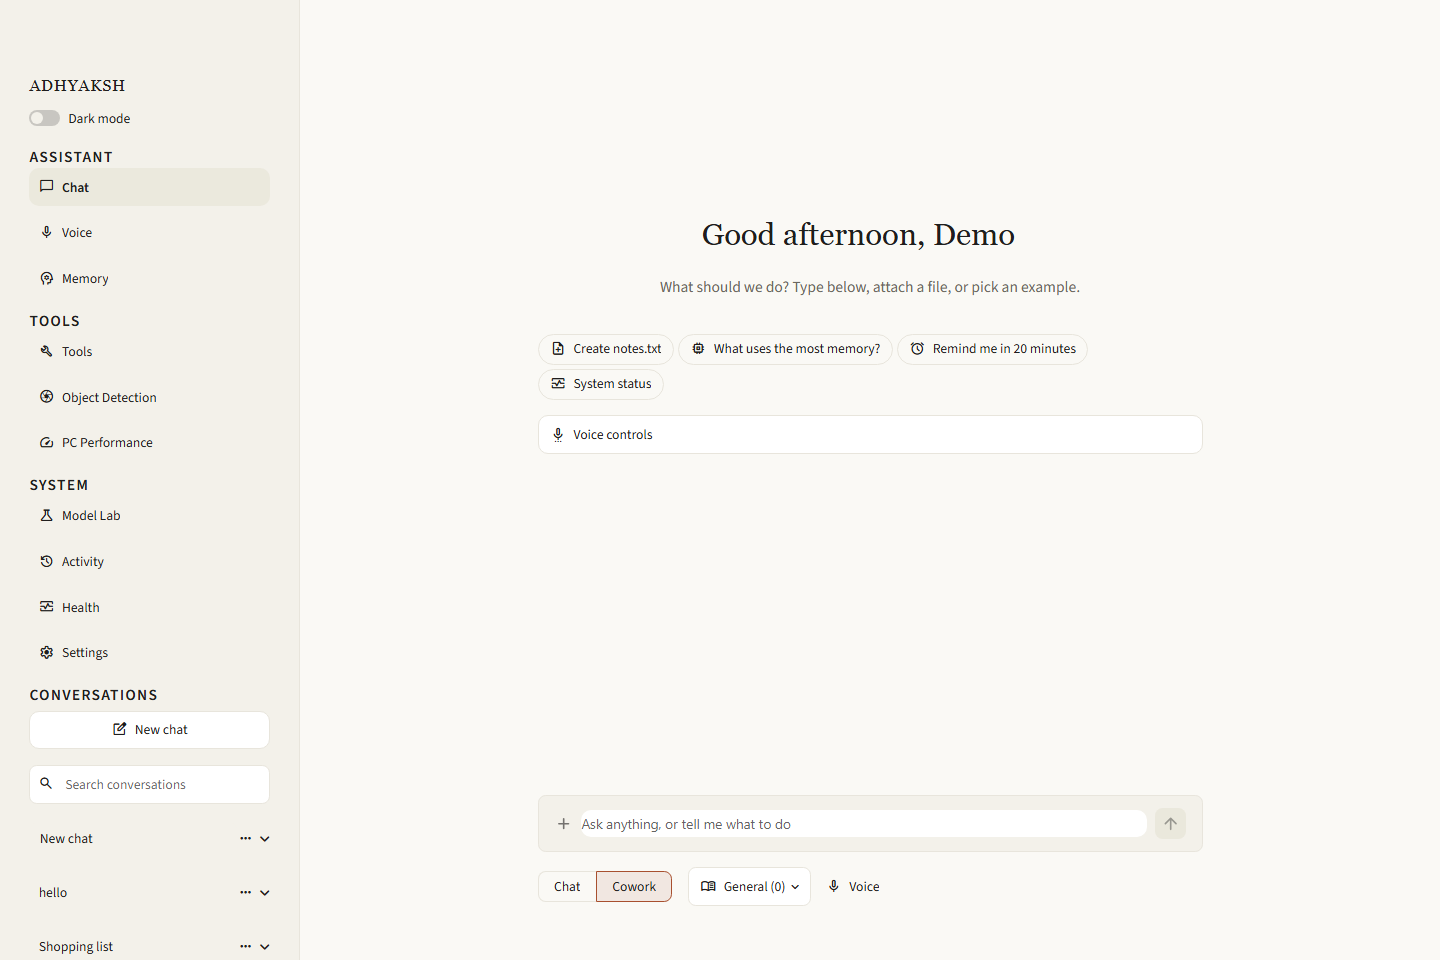 ADHYAKSH
Dark mode
ASSISTANT
Chat
Voice
Memory
TOOLS
Tools
Object Detection
PC Performance
SYSTEM
Model Lab
Activity
Health
Settings
CONVERSATIONS
New chat
Search conversations
New chat
hello
Shopping list
Good afternoon, Demo
What should we do? Type below, attach a file, or pick an example.
Create notes.txt
What uses the most memory?
Remind me in 20 minutes
System status
Voice controls
Ask anything, or tell me what to do
Chat
Cowork
General (0)
Voice